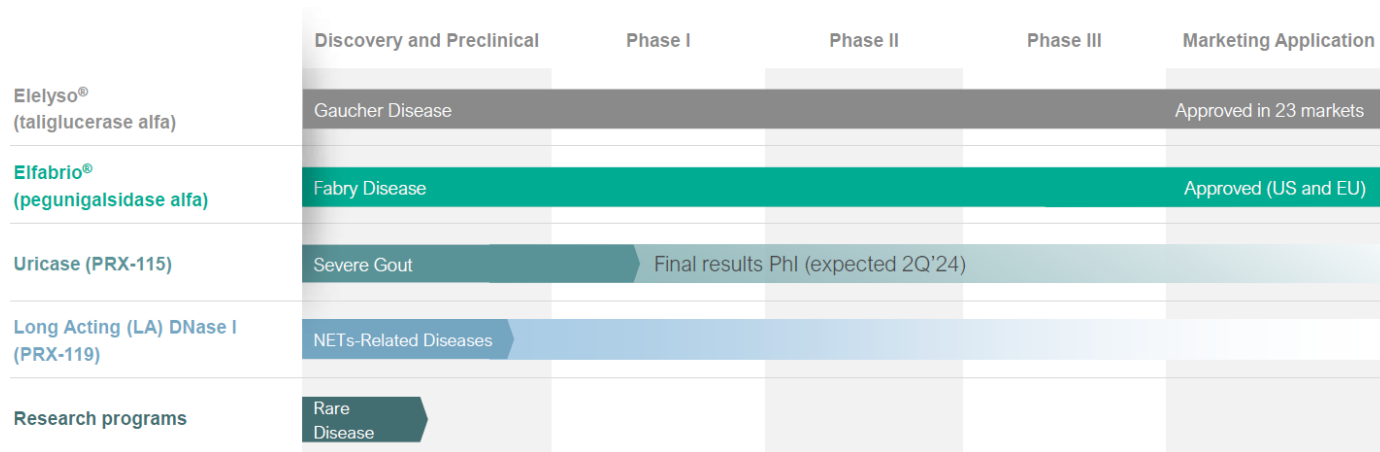 Discovery and Preclinical Phase I Phase II Phase III Marketing Application
Elelyso®
(taliglucerase alfa)
Gaucher Disease Approved in 23 markets
Elfabrio®
(pegunigalsidase alfa)
Fabry Disease Approved (US and EU)
Uricase (PRX-115)
Severe Gout Final results PhI (expected 2Q'24)
Long Acting (LA) DNase I
(PRX-119)
NETs-Related Diseases
Research programs
Rare
Disease